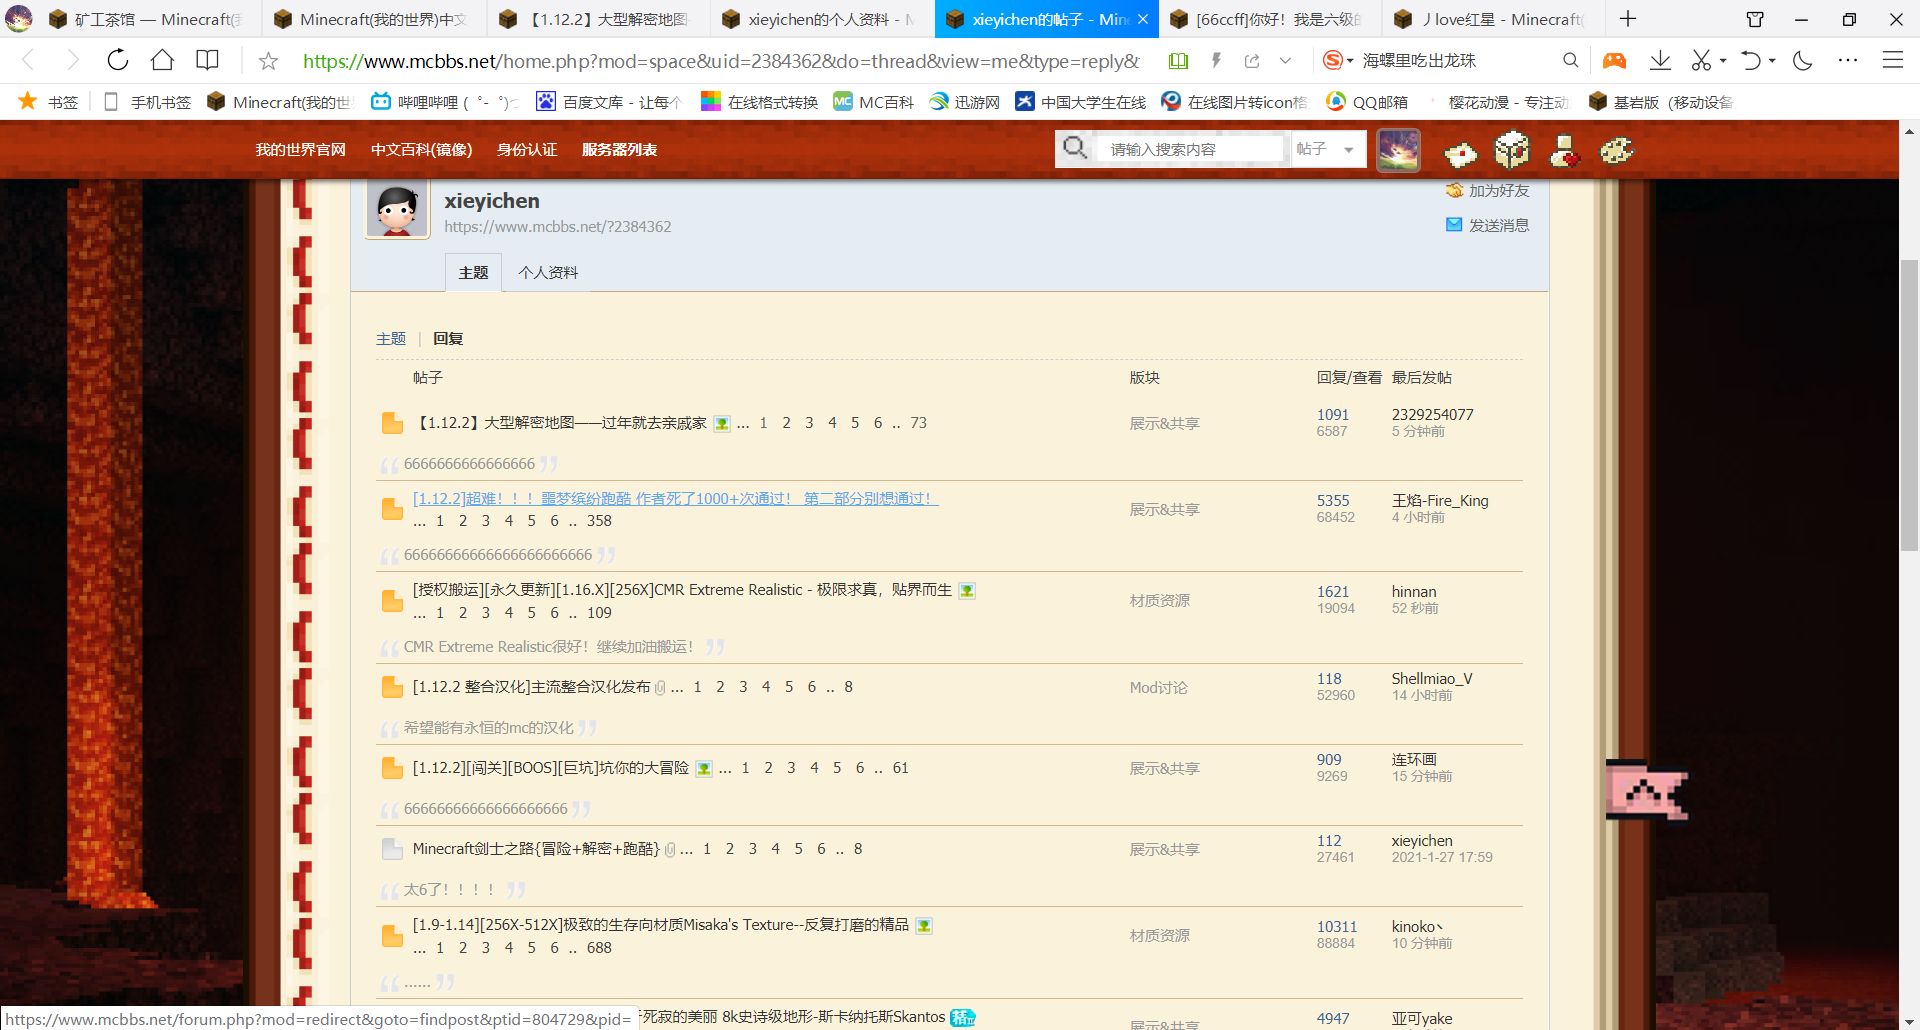 矿工茶馆 — Minecraft(我
Minecraft(我的世界)中文
【1.12.2】大型解密地图
xieyichen的个人资料 - M
xieyichen的帖子 - Mine
[66ccff]你好！我是六级的
丿love红星 - Minecraft(
https://www.mcbbs.net/home.php?mod=space&uid=2384362&do=thread&view=me&type=reply&
海螺里吃出龙珠
书签
手机书签
Minecraft(我的世
哔哩哔哩 ( ゜- ゜)つ
百度文库 - 让每个
在线格式转换
MC百科
迅游网
中国大学生在线
在线图片转icon格
QQ邮箱
樱花动漫 - 专注动
基岩版（移动设备
我的世界官网 中文百科(镜像) 身份认证 服务器列表
请输入搜索内容 帖子
xieyichen
加为好友
https://www.mcbbs.net/?2384362
发送消息
主题 个人资料
主题 | 回复
帖子 版块 回复/查看 最后发帖
【1.12.2】大型解密地图——过年就去亲戚家 ... 1 2 3 4 5 6 .. 73
展示&共享
1091
6587
2329254077
5 分钟前
6666666666666666
[1.12.2]超难！！！噩梦缤纷跑酷 作者死了1000+次通过！ 第二部分别想通过！
... 1 2 3 4 5 6 .. 358
展示&共享
5355
68452
王焰-Fire_King
4 小时前
66666666666666666666666
[授权搬运][永久更新][1.16.X][256X]CMR Extreme Realistic - 极限求真，贴界而生
... 1 2 3 4 5 6 .. 109
材质资源
1621
19094
hinnan
52 秒前
CMR Extreme Realistic很好！继续加油搬运！
[1.12.2 整合汉化]主流整合汉化发布 ... 1 2 3 4 5 6 .. 8
Mod讨论
118
52960
Shellmiao_V
14 小时前
希望能有永恒的mc的汉化
[1.12.2][闯关][BOOS][巨坑]坑你的大冒险 ... 1 2 3 4 5 6 .. 61
展示&共享
909
9269
连环画
15 分钟前
66666666666666666666
Minecraft剑士之路{冒险+解密+跑酷} ... 1 2 3 4 5 6 .. 8
展示&共享
112
27461
xieyichen
2021-1-27 17:59
太6了！！！！
[1.9-1.14][256X-512X]极致的生存向材质Misaka's Texture--反复打磨的精品
... 1 2 3 4 5 6 .. 688
材质资源
10311
88884
kinoko丶
10 分钟前
......
死寂的美丽 8k史诗级地形-斯卡纳托斯Skantos
展示&共享
4947
亚可yake
https://www.mcbbs.net/forum.php?mod=redirect&goto=findpost&ptid=804729&pid=